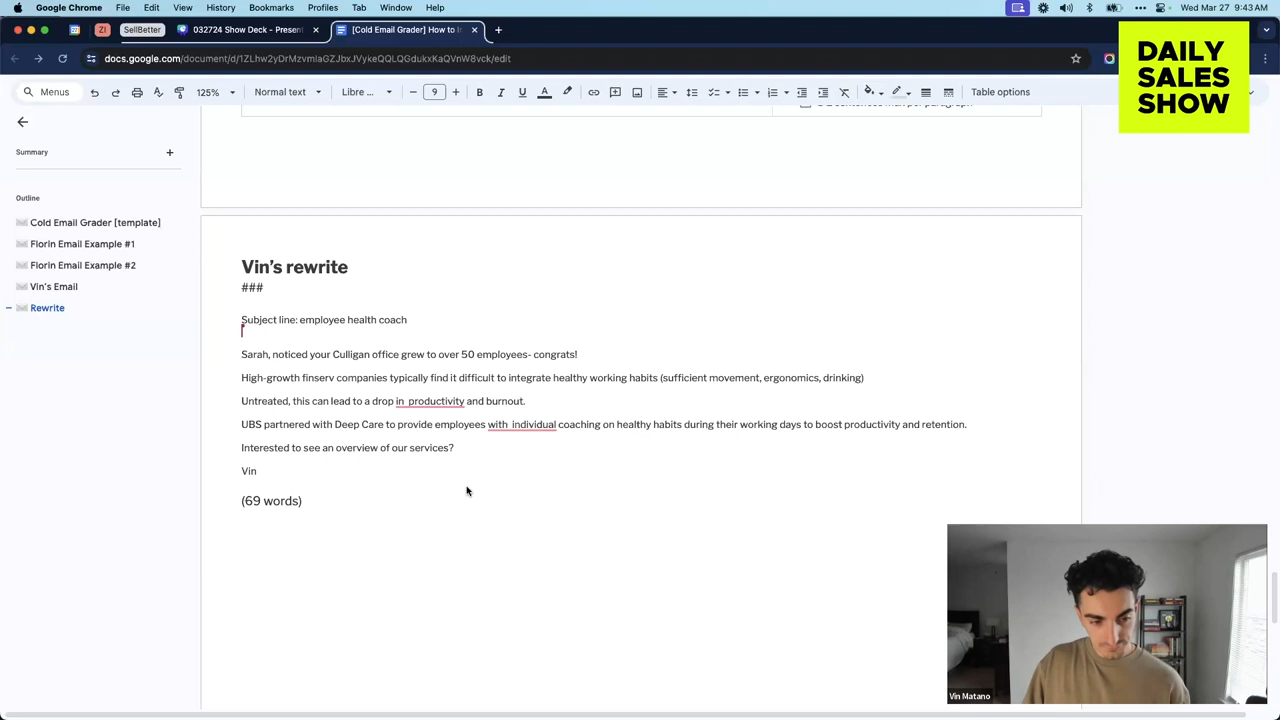 Google Chrome File Edit View History Bookmarks Profiles Tab Window Help
Wed Mar 27 9:43 AM
ZI SellBetter 032724 Show Deck - Present [Cold Email Grader] How to I
docs.google.com/document/d/1ZLhw2yDrMzvmlaGZJbxJVykeQQLQGdukxKaQVnW8vck/edit
DAILY
SALES
SHOW
Menus 125% Normal text Libre ... 9 B I U A Table options
Summary
Outline
Cold Email Grader [template]
Florin Email Example #1
Florin Email Example #2
Vin's Email
Rewrite
Vin's rewrite
###
Subject line: employee health coach
Sarah, noticed your Culligan office grew to over 50 employees- congrats!
High-growth finserv companies typically find it difficult to integrate healthy working habits (sufficient movement, ergonomics, drinking)
Untreated, this can lead to a drop in productivity and burnout.
UBS partnered with Deep Care to provide employees with individual coaching on healthy habits during their working days to boost productivity and retention.
Interested to see an overview of our services?
Vin
(69 words)
Vin Matano